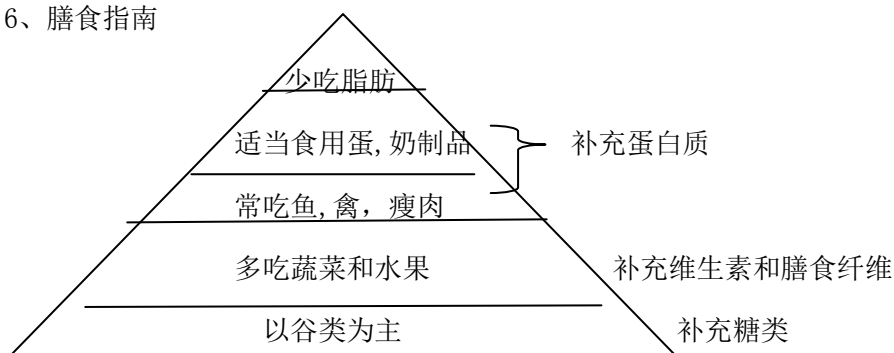 6、膳食指南
少吃脂肪
适当食用蛋,奶制品 补充蛋白质
常吃鱼,禽，瘦肉
多吃蔬菜和水果 补充维生素和膳食纤维
以谷类为主 补充糖类